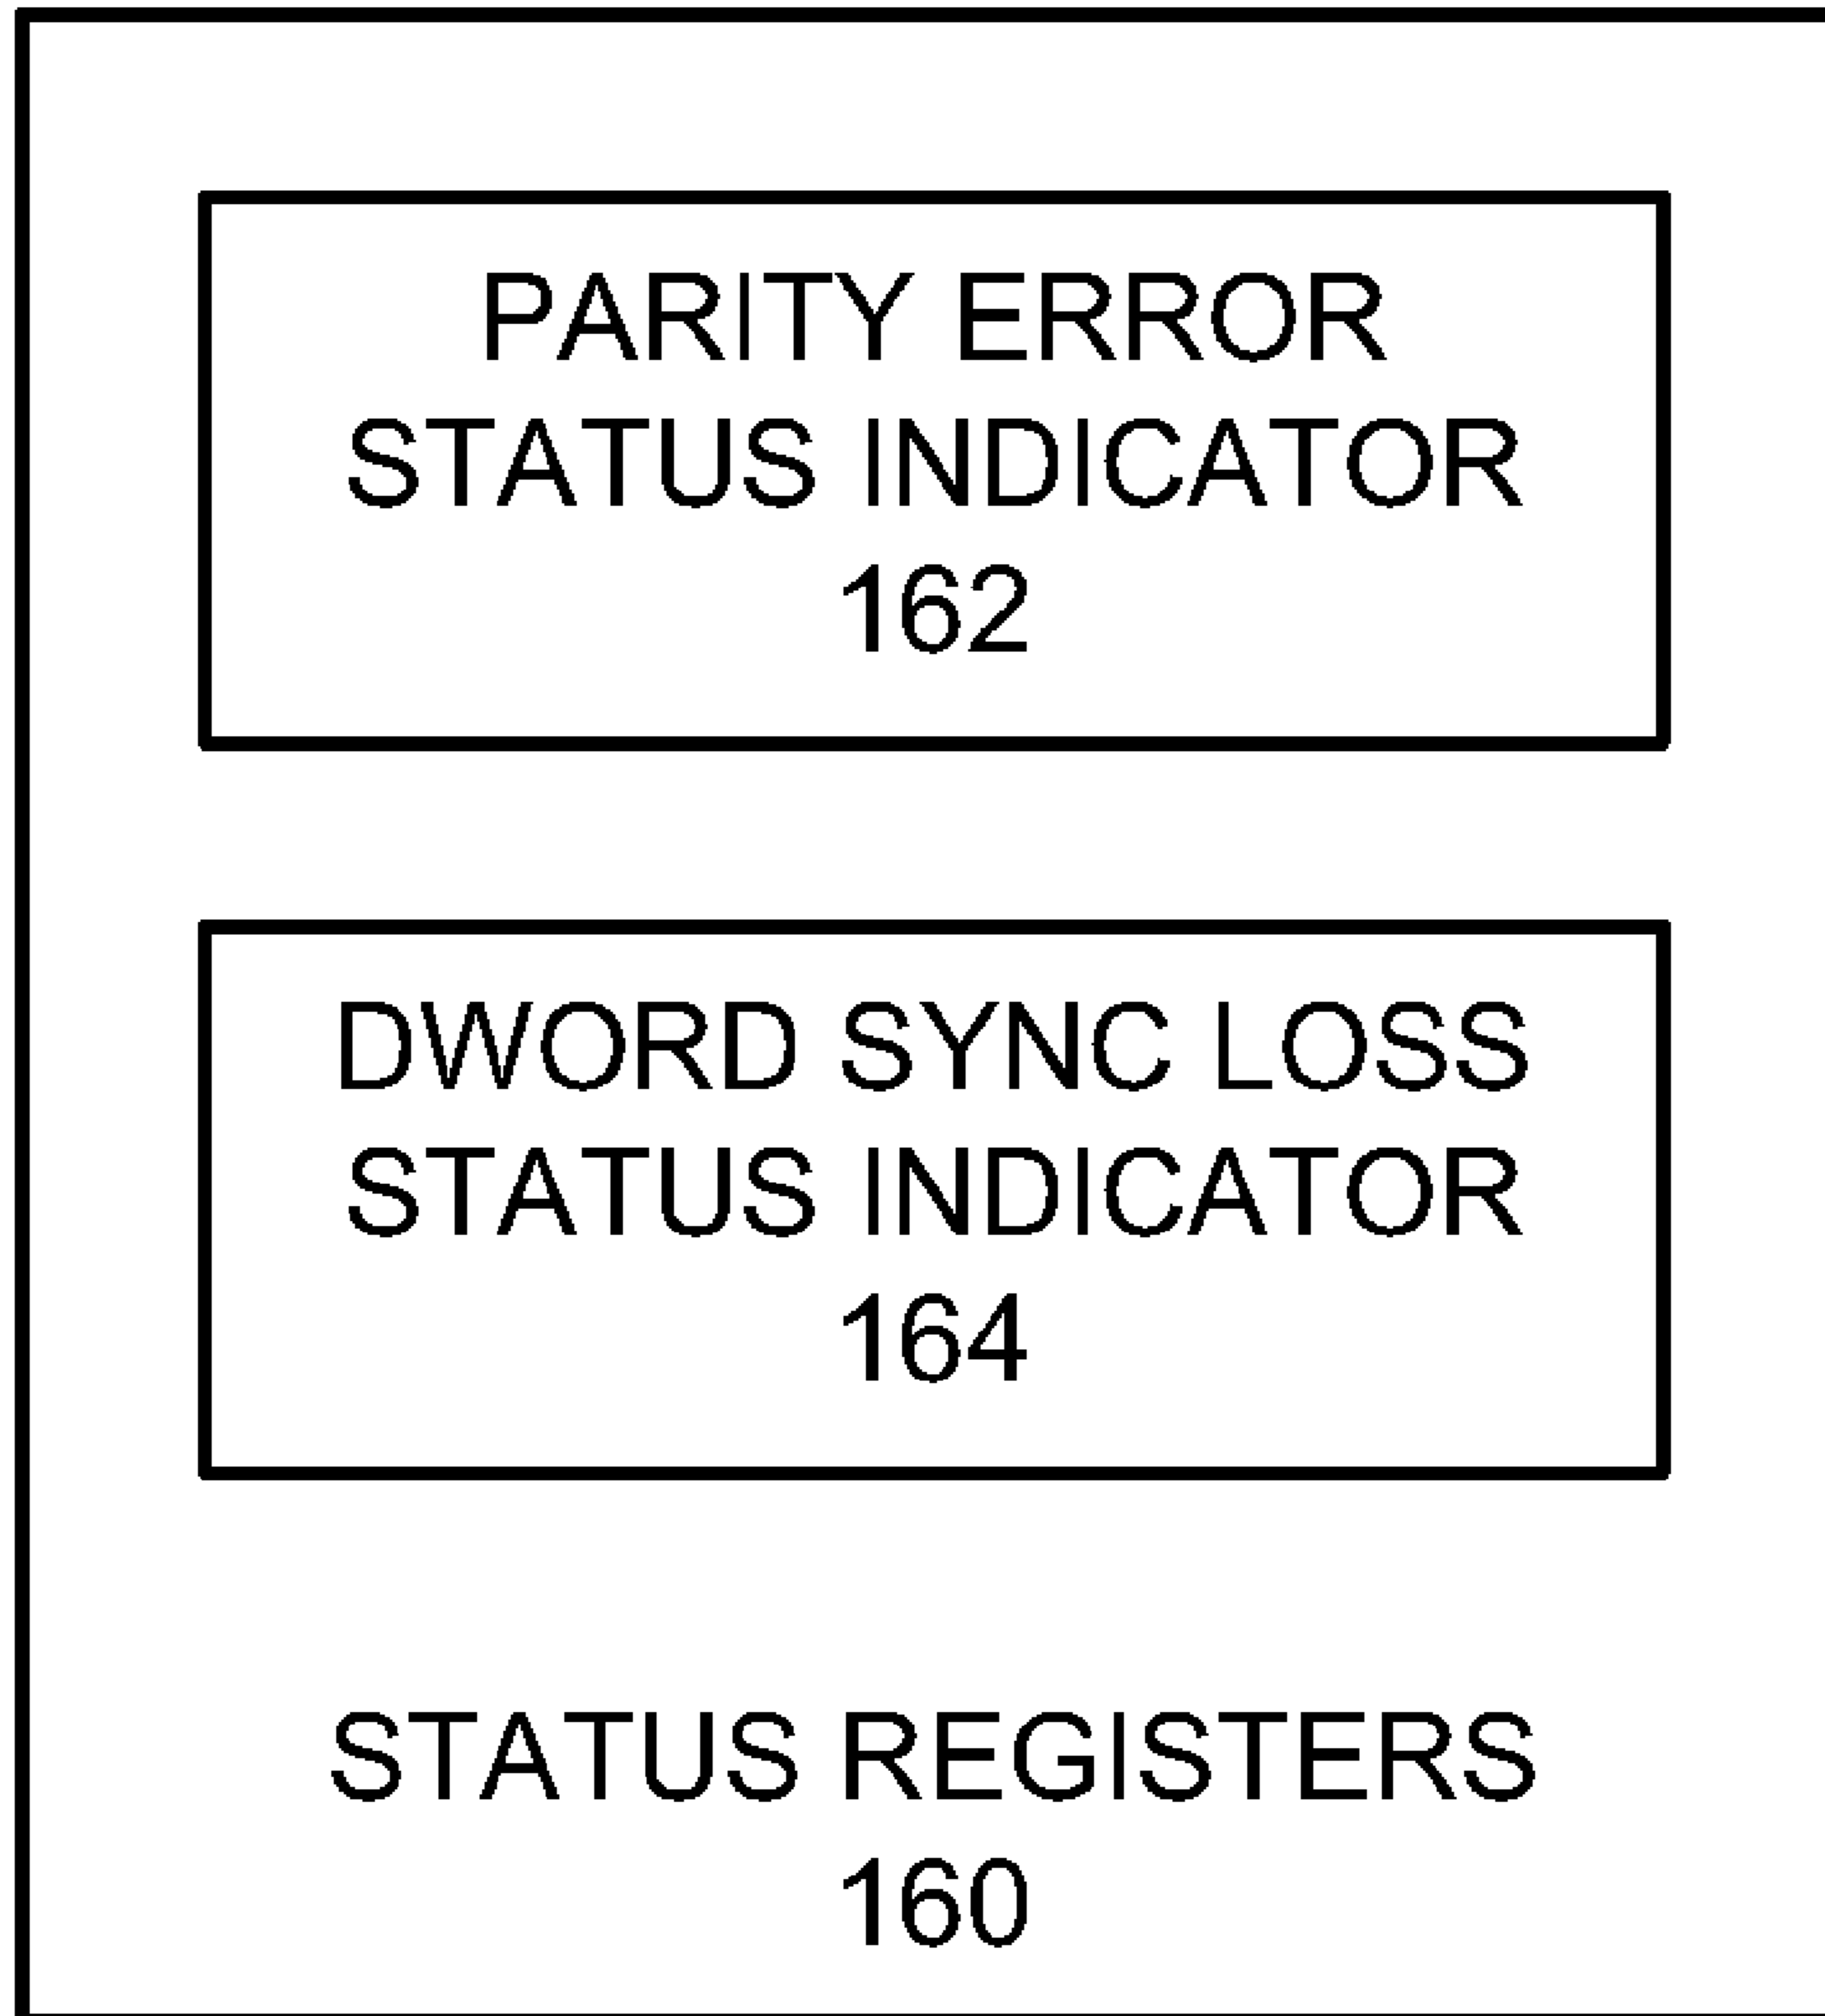 PARITY ERROR
STATUS INDICATOR
162
DWORD SYNC LOSS
STATUS INDICATOR
164
STATUS REGISTERS
160